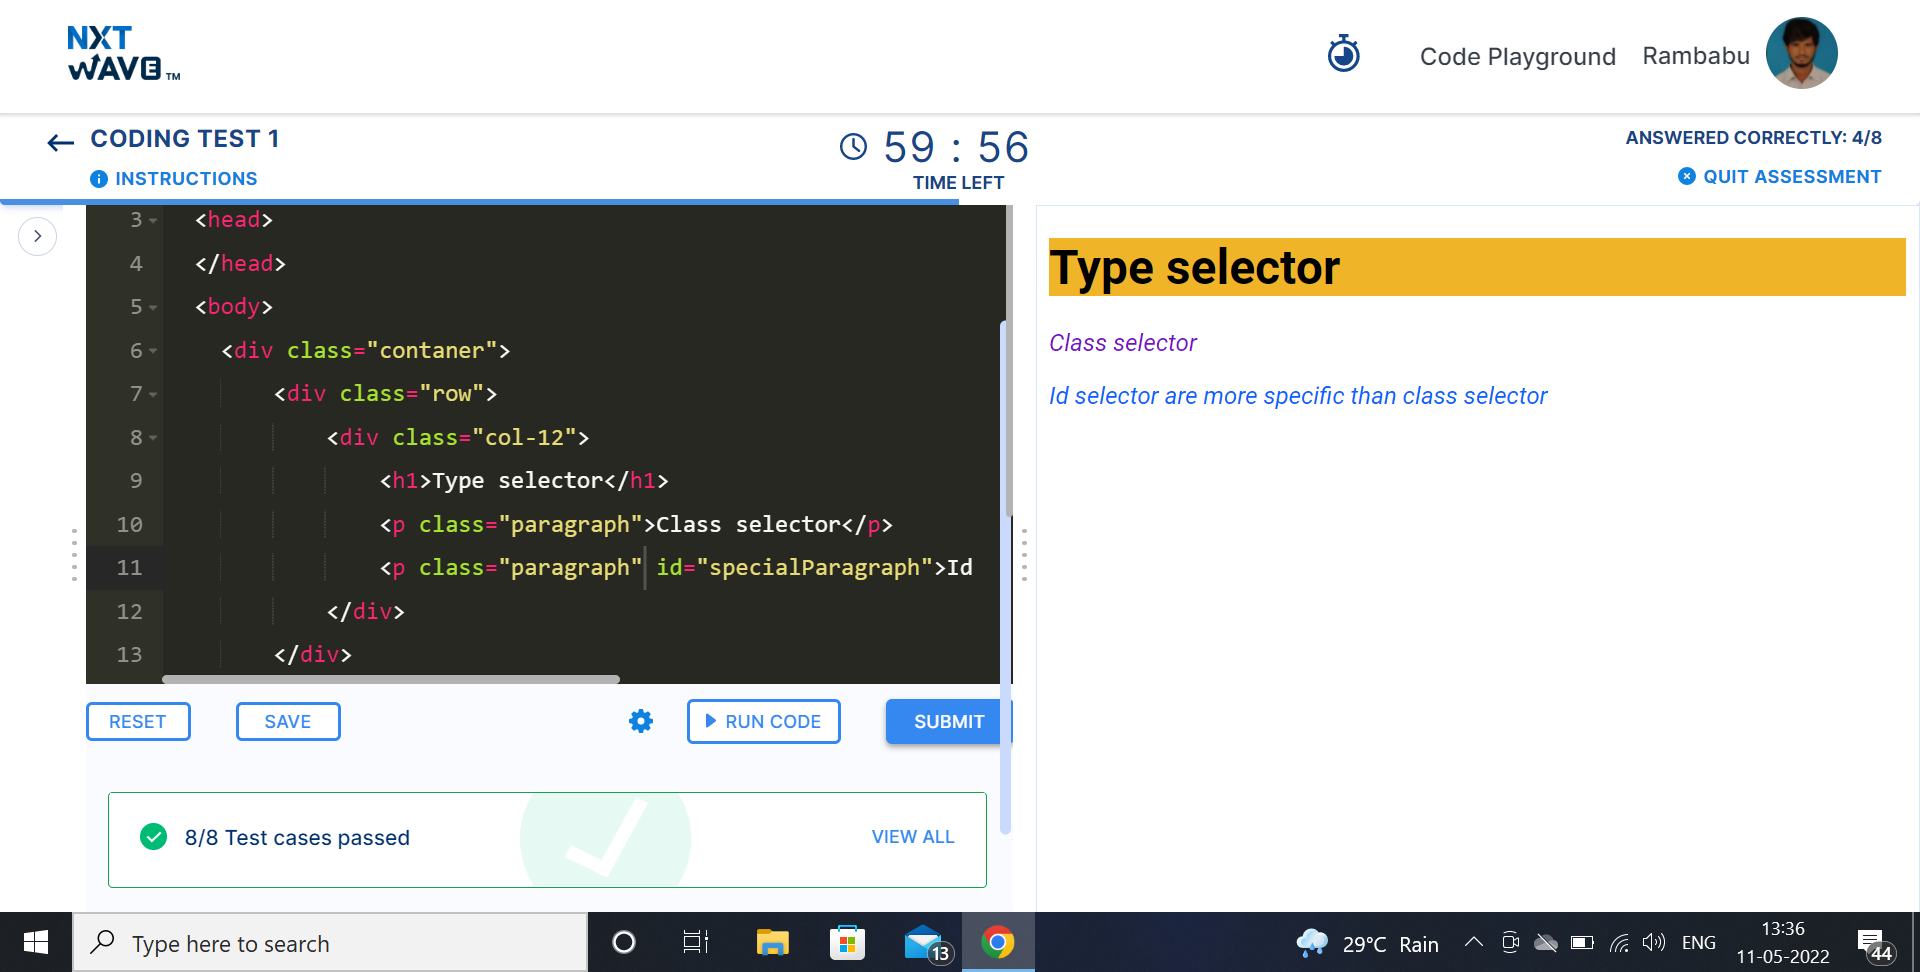 NXT
WAVE TM
Code Playground
Rambabu
CODING TEST 1
INSTRUCTIONS
59 : 56
TIME LEFT
ANSWERED CORRECTLY: 4/8
QUIT ASSESSMENT
3 <head>
4 </head>
5 <body>
6 <div class="contaner">
7 <div class="row">
8 <div class="col-12">
9 <h1>Type selector</h1>
10 <p class="paragraph">Class selector</p>
11 <p class="paragraph" id="specialParagraph">Id
12 </div>
13 </div>
RESET
SAVE
RUN CODE
SUBMIT
8/8 Test cases passed
VIEW ALL
Type selector
Class selector
Id selector are more specific than class selector
Type here to search
13
29°C Rain
ENG
13:36
11-05-2022
44